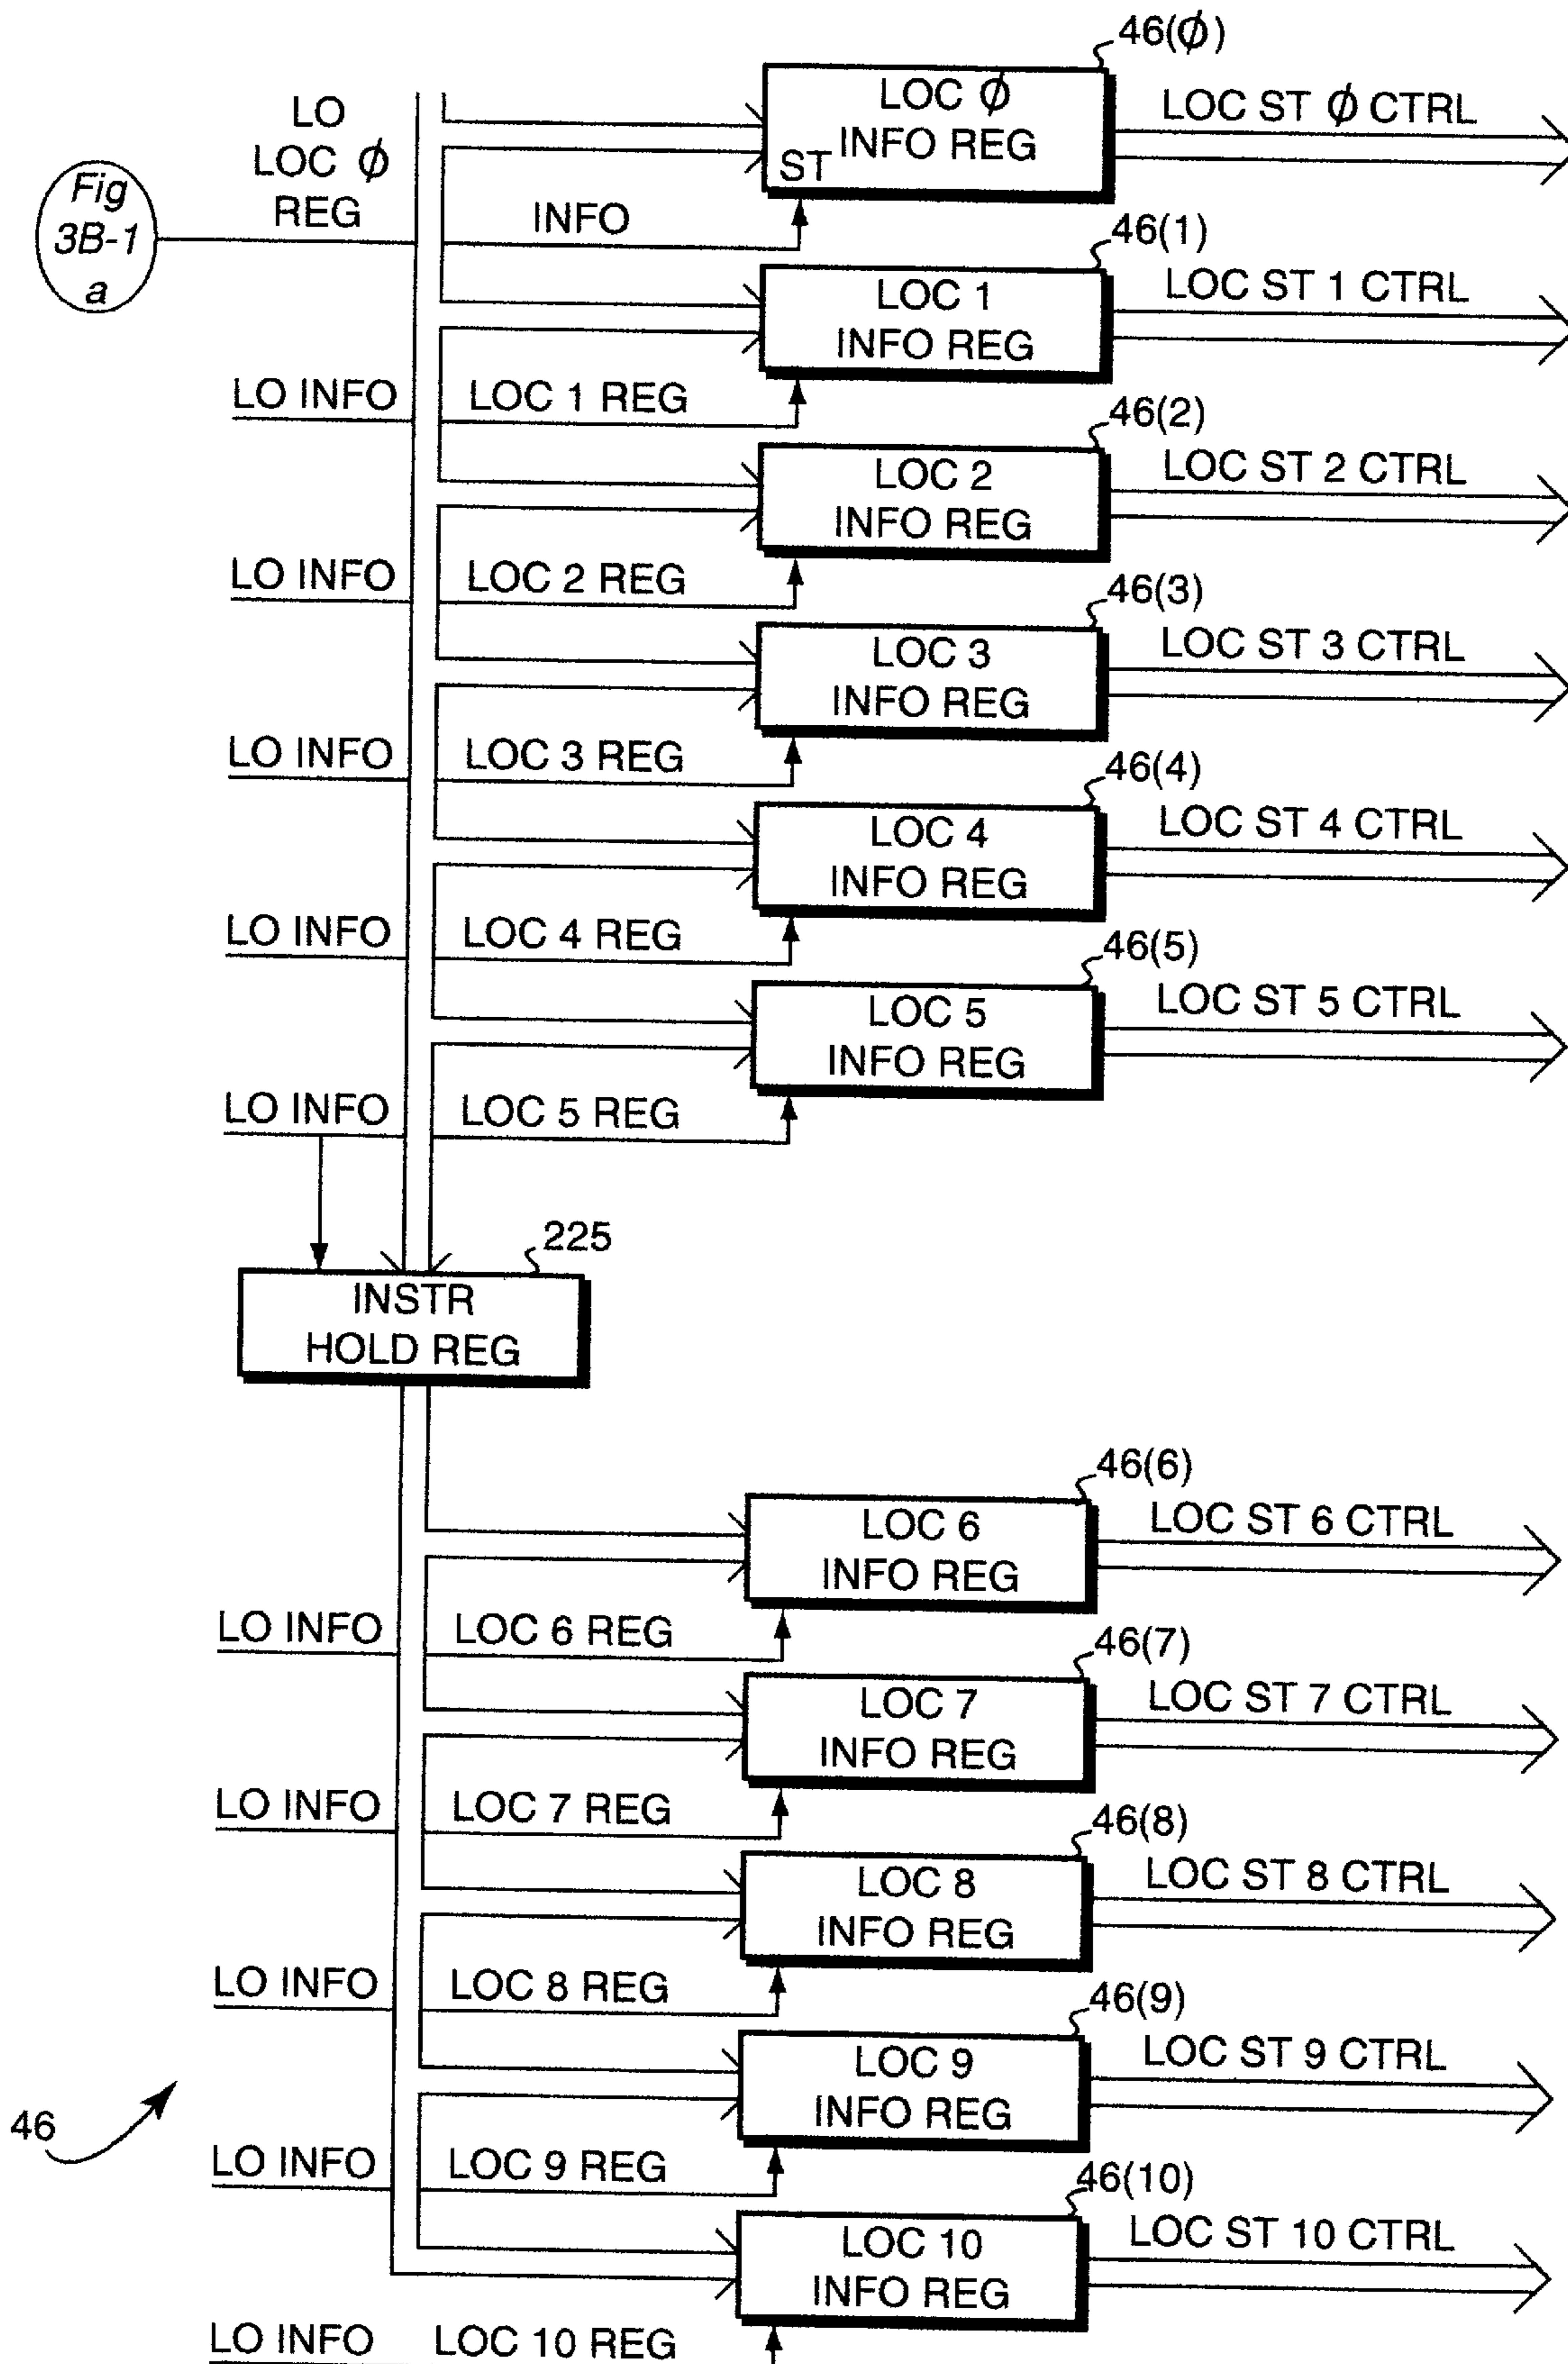 46(ϕ)
LO
LOC ϕ
REG
LOC ϕ
INFO REG
ST
LOC ST ϕ CTRL
Fig
3B-1
a
INFO
46(1)
LOC 1
INFO REG
LOC ST 1 CTRL
LO INFO LOC 1 REG
46(2)
LOC 2
INFO REG
LOC ST 2 CTRL
LO INFO LOC 2 REG
46(3)
LOC 3
INFO REG
LOC ST 3 CTRL
LO INFO LOC 3 REG
46(4)
LOC 4
INFO REG
LOC ST 4 CTRL
LO INFO LOC 4 REG
46(5)
LOC 5
INFO REG
LOC ST 5 CTRL
LO INFO LOC 5 REG
225
INSTR
HOLD REG
46(6)
LOC 6
INFO REG
LOC ST 6 CTRL
LO INFO LOC 6 REG
46(7)
LOC 7
INFO REG
LOC ST 7 CTRL
LO INFO LOC 7 REG
46(8)
LOC 8
INFO REG
LOC ST 8 CTRL
LO INFO LOC 8 REG
46(9)
LOC 9
INFO REG
LOC ST 9 CTRL
46
LO INFO LOC 9 REG
46(10)
LOC 10
INFO REG
LOC ST 10 CTRL
LO INFO LOC 10 REG